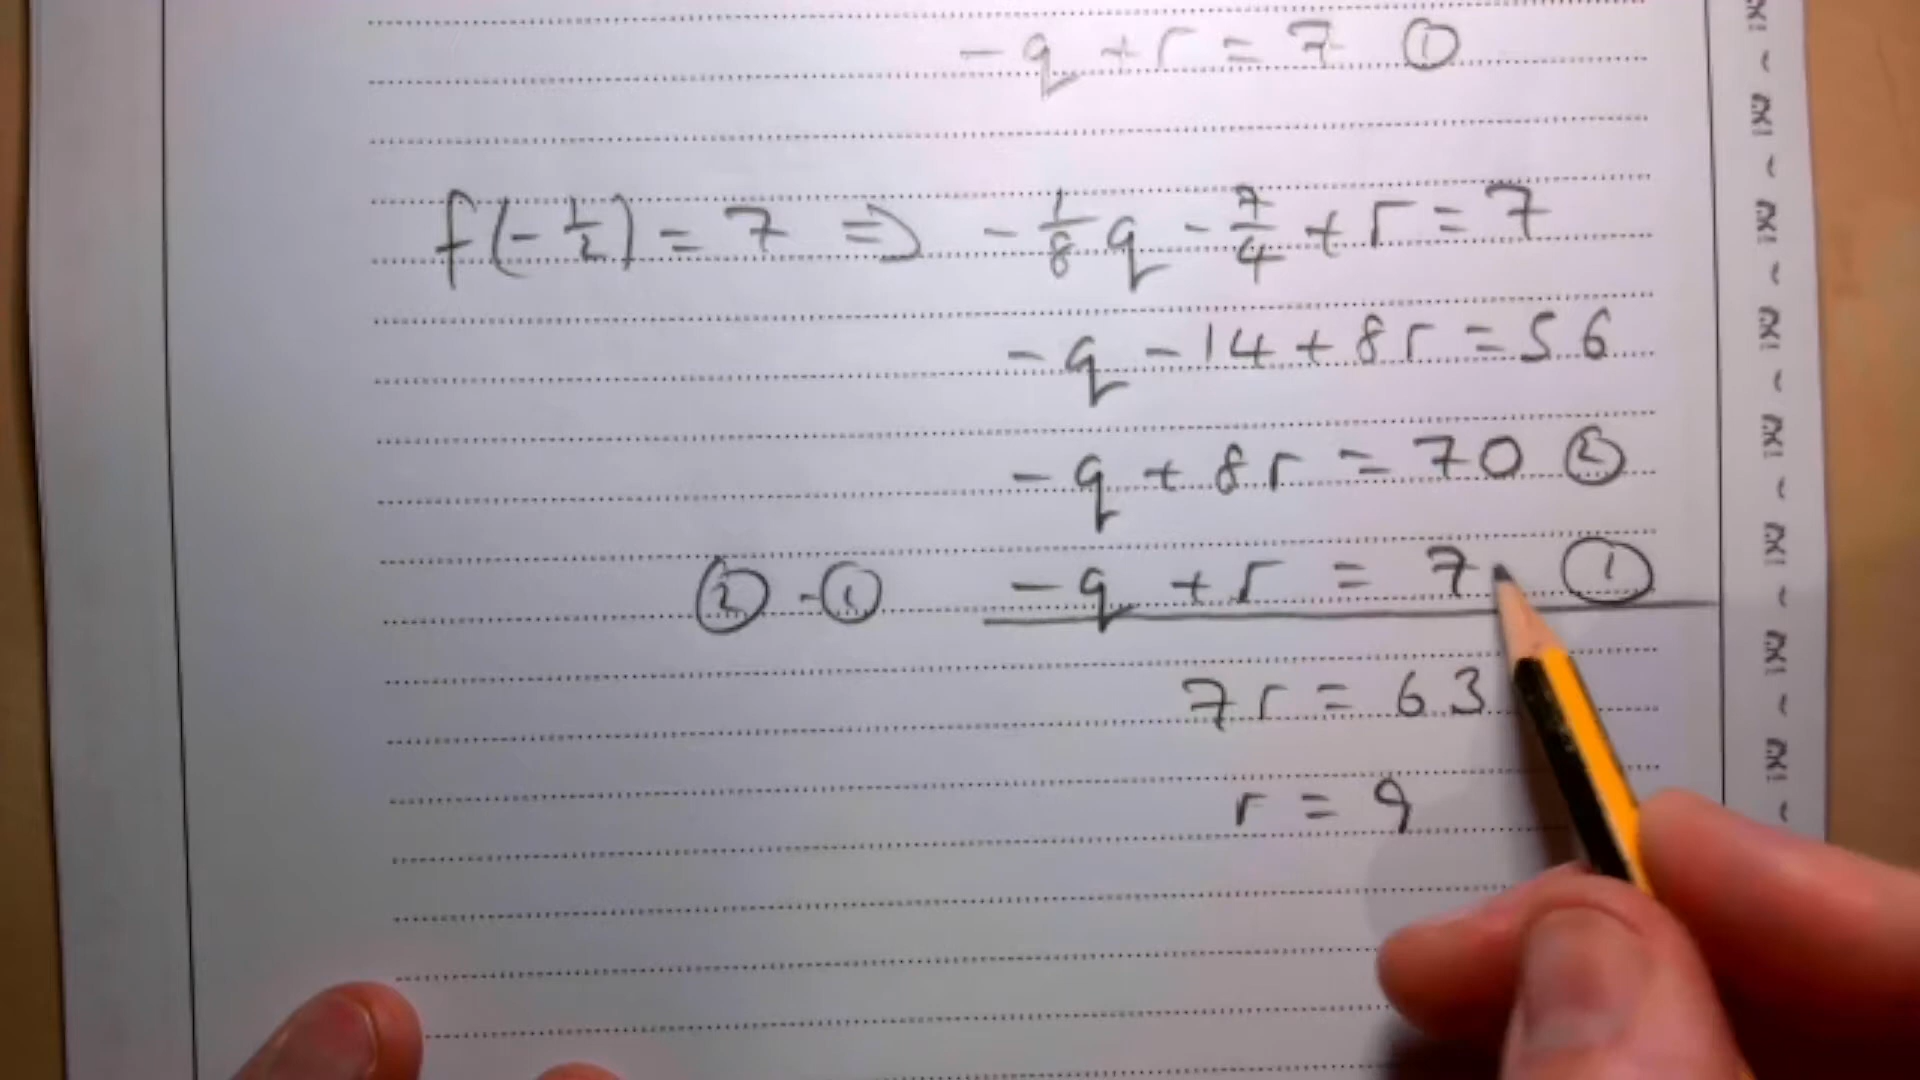 -q + r = 7 ①
f(-1/2) = 7 ⇒ -1/8 q - 7/4 + r = 7
-q - 14 + 8r = 56
-q + 8r = 70 ②
② - ① -q + r = 7 ①
7r = 63
r = 9